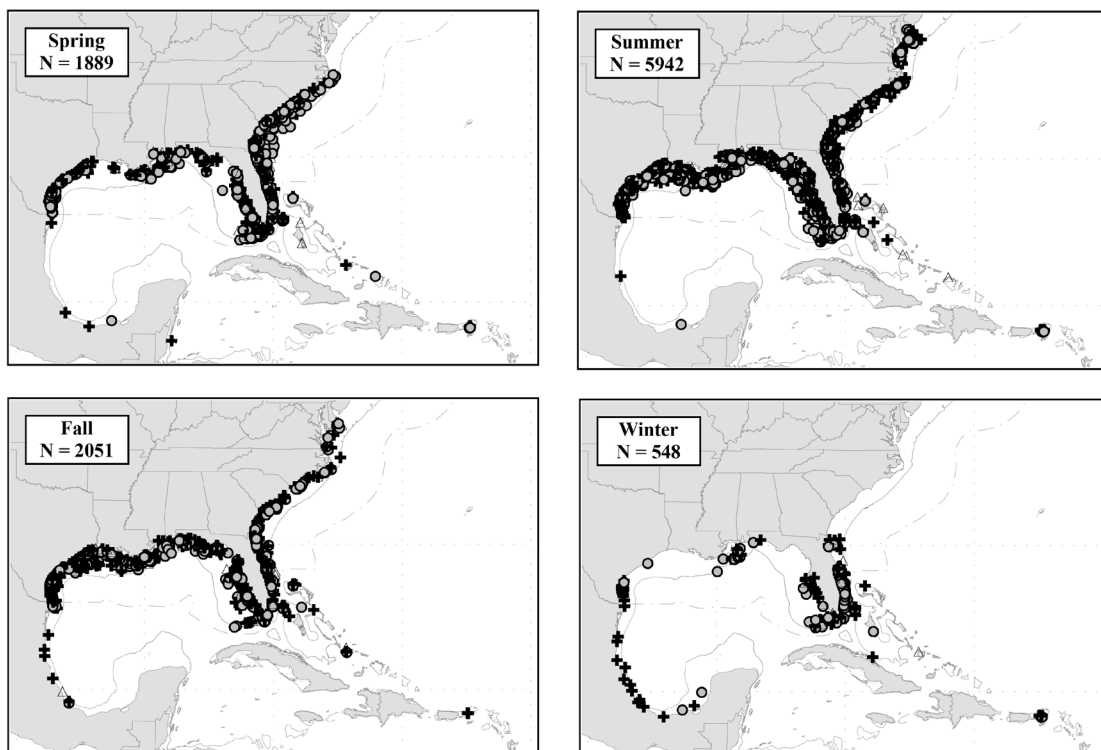 Spring
N = 1889
Summer
N = 5942
Fall
N = 2051
Winter
N = 548